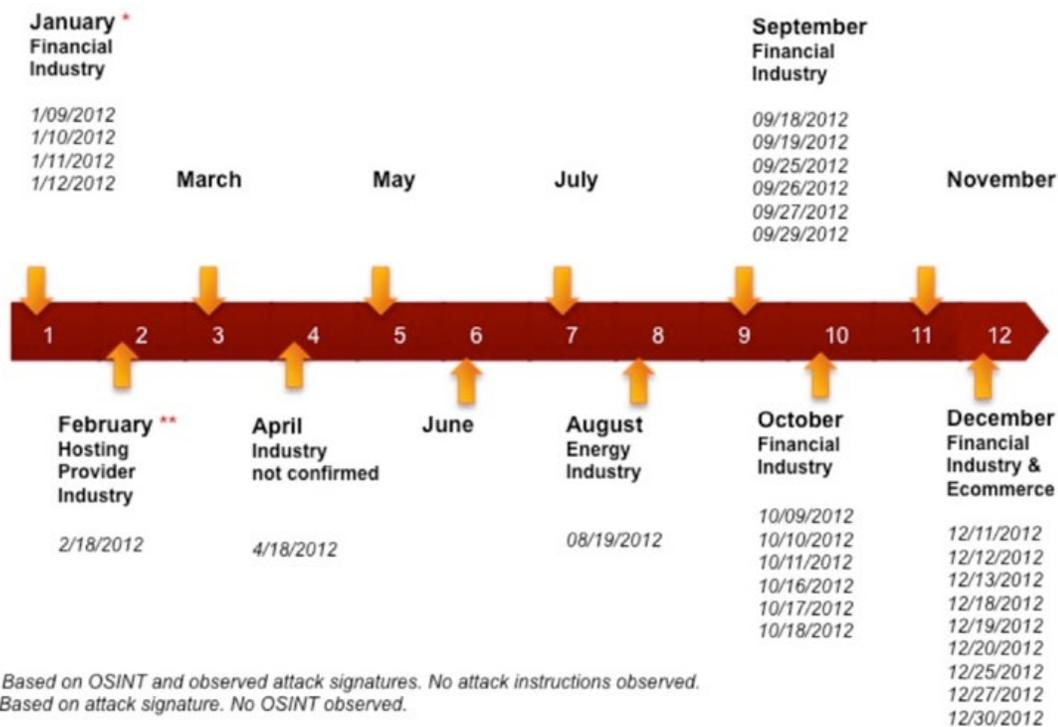 January *
Financial
Industry
1/09/2012
1/10/2012
1/11/2012
1/12/2012
March
May
July
September
Financial
Industry
09/18/2012
09/19/2012
09/25/2012
09/26/2012
09/27/2012
09/29/2012
November
1 2 3 4 5 6 7 8 9 10 11 12
February **
Hosting
Provider
Industry
2/18/2012
April
Industry
not confirmed
4/18/2012
June
August
Energy
Industry
08/19/2012
October
Financial
Industry
10/09/2012
10/10/2012
10/11/2012
10/16/2012
10/17/2012
10/18/2012
December
Financial
Industry &
Ecommerce
12/11/2012
12/12/2012
12/13/2012
12/18/2012
12/19/2012
12/20/2012
12/25/2012
12/27/2012
12/30/2012
Based on OSINT and observed attack signatures. No attack instructions observed.
Based on attack signature. No OSINT observed.